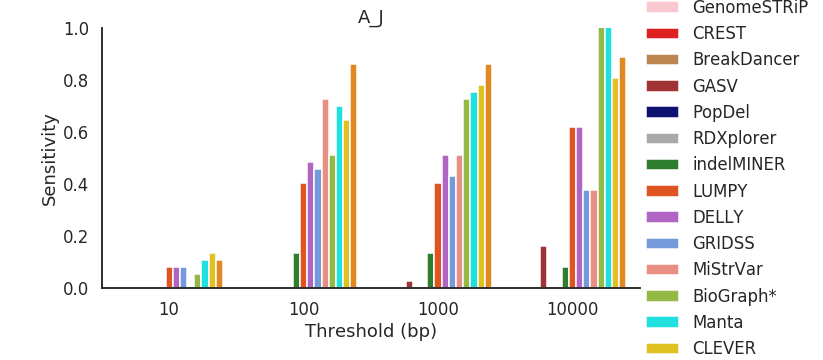 A_J
1.0
0.8
0.6
0.4
0.2
0.0
Sensitivity
10
100
1000
10000
Threshold (bp)
GenomeSTRiP
CREST
BreakDancer
GASV
PopDel
RDXplorer
indelMINER
LUMPY
DELLY
GRIDSS
MiStrVar
BioGraph*
Manta
CLEVER